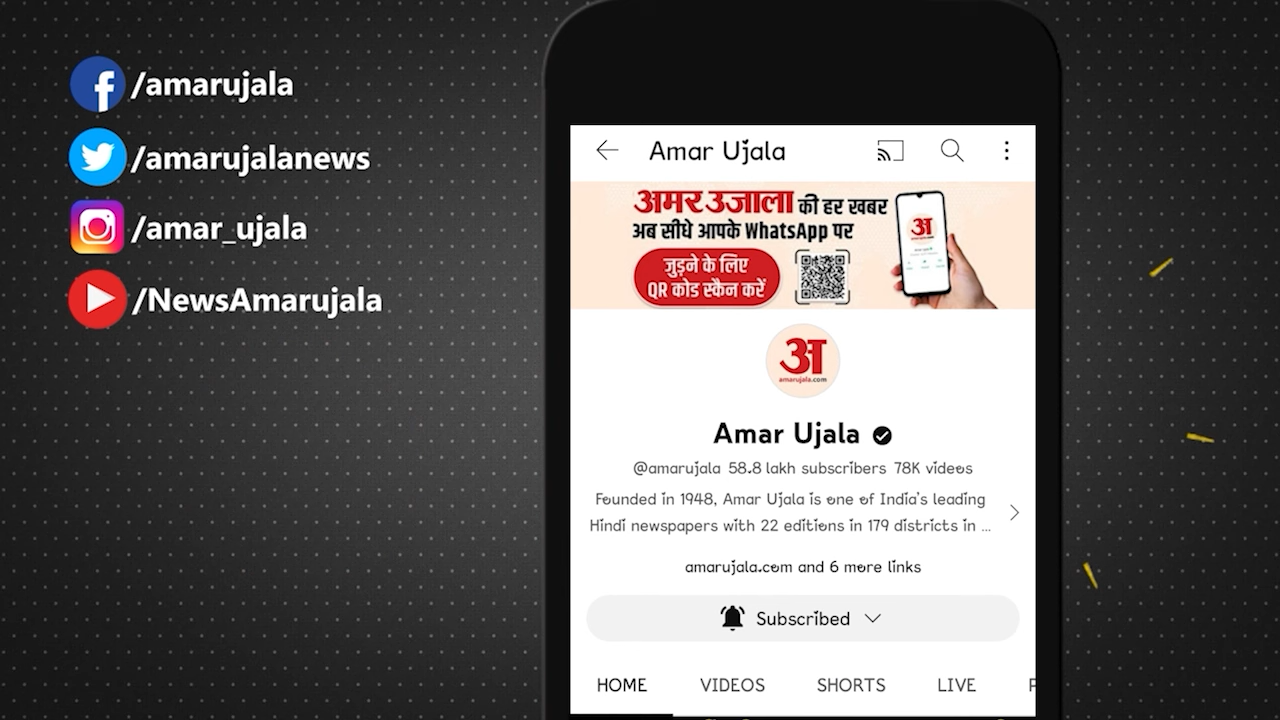 /amarujala
/amarujalanews
/amar_ujala
/NewsAmarujala
Amar Ujala
अमर उजाला की हर खबर
अब सीधे आपके WhatsApp पर
जुड़ने के लिए
QR कोड स्कैन करें
अ
अ
amarujala.com
Amar Ujala
@amarujala 58.8 lakh subscribers 78K videos
Founded in 1948, Amar Ujala is one of India's leading
Hindi newspapers with 22 editions in 179 districts in ...
amarujala.com and 6 more links
Subscribed
HOME VIDEOS SHORTS LIVE